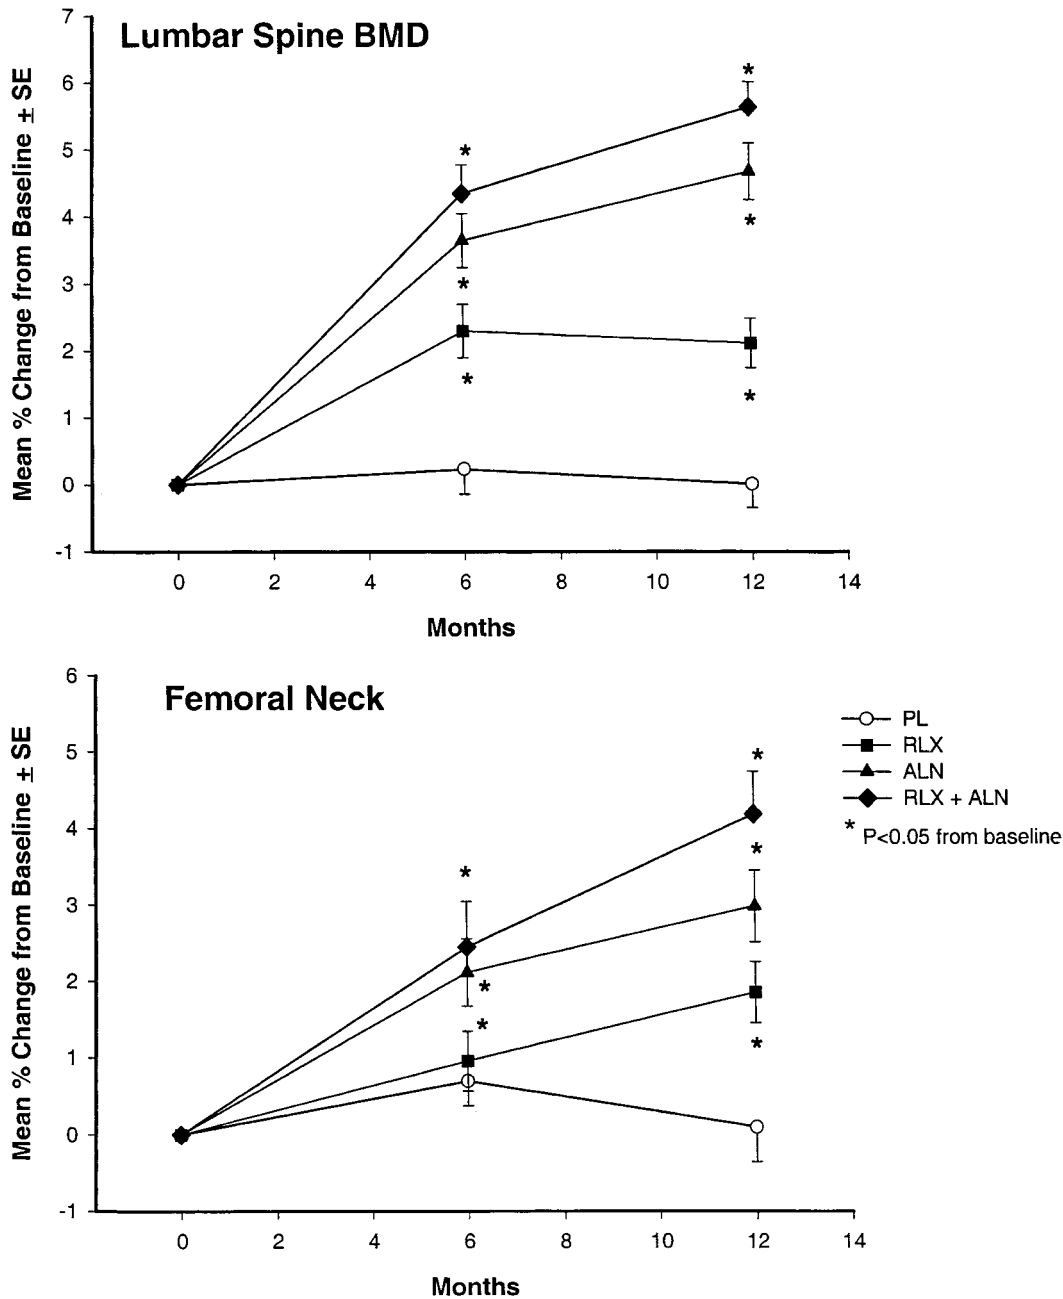 Lumbar Spine BMD
Mean % Change from Baseline ± SE
7
6
5
4
3
2
1
0
-1
*
*
*
*
*
*
0 2 4 6 8 10 12 14
Months
Femoral Neck
Mean % Change from Baseline ± SE
6
5
4
3
2
1
0
-1
*
*
*
*
*
*
0 2 4 6 8 10 12 14
Months
PL
RLX
ALN
RLX + ALN
* P<0.05 from baseline